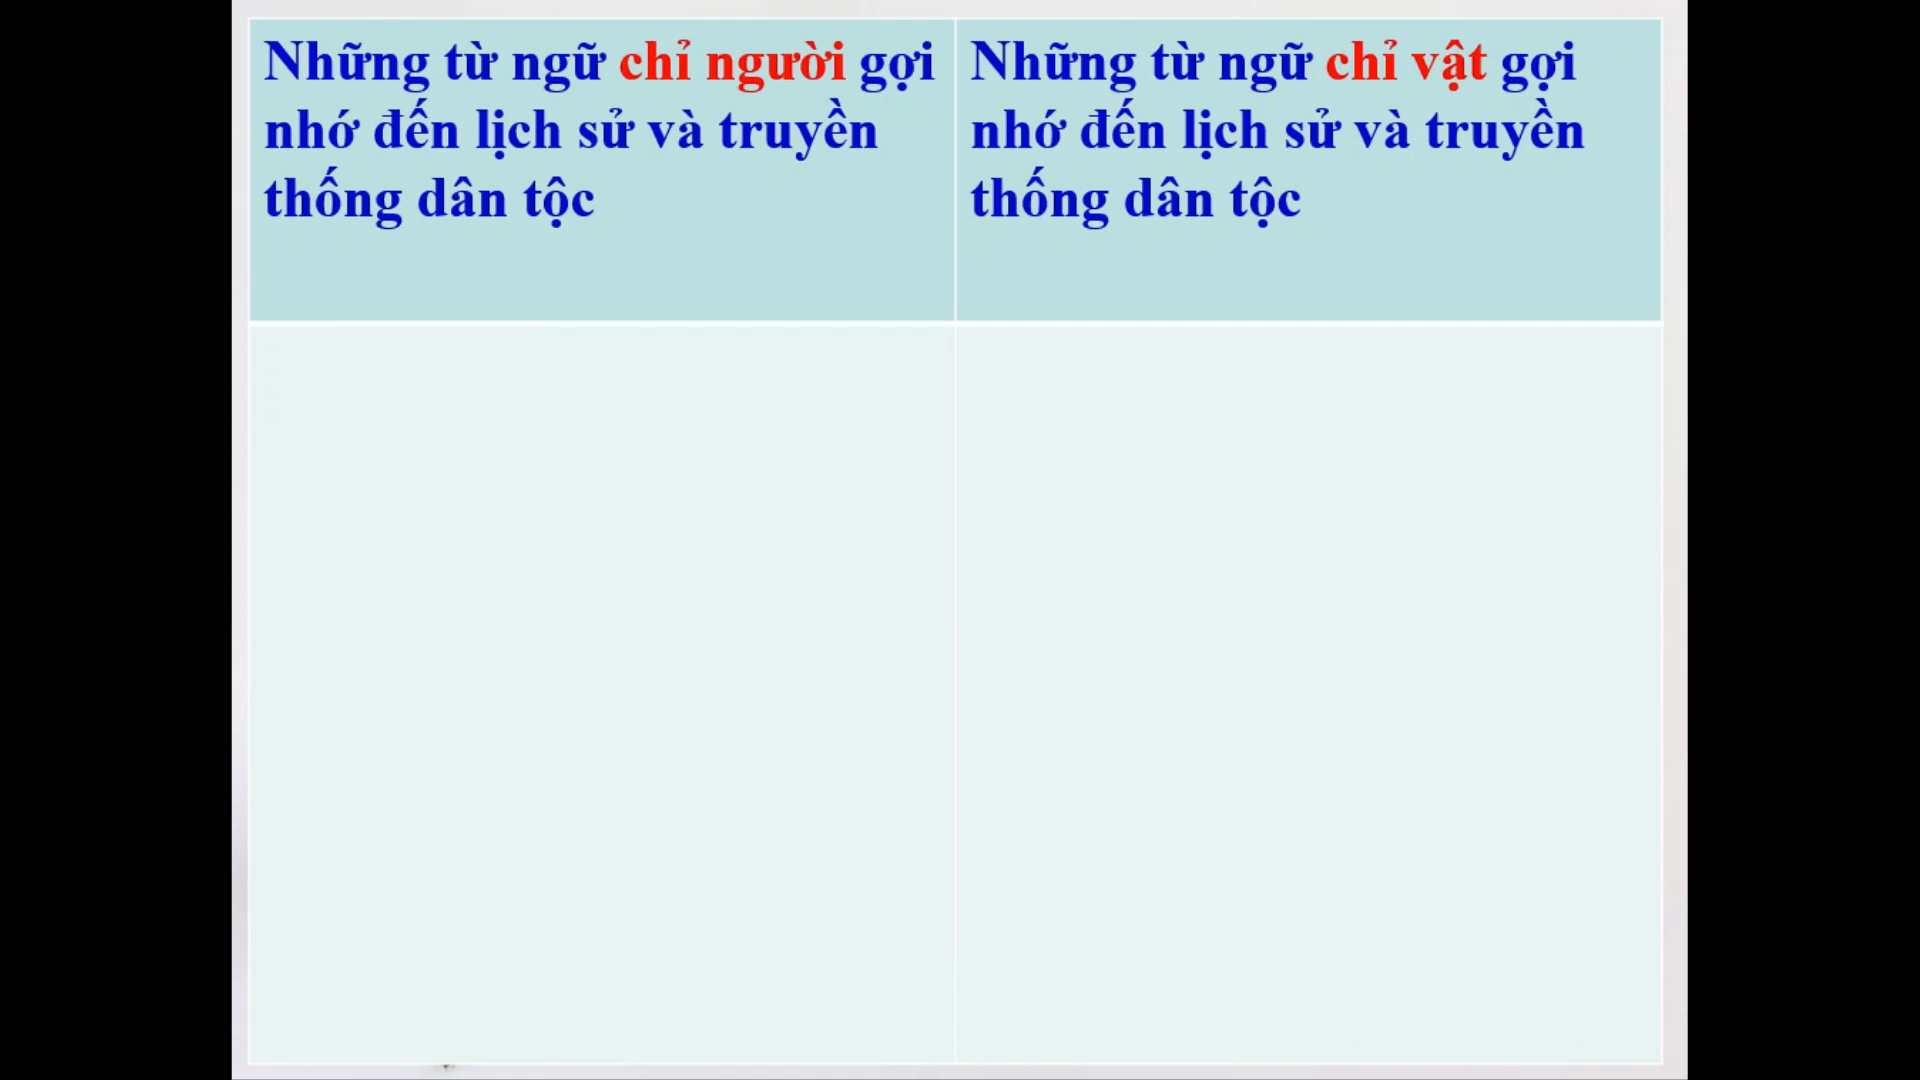 Những từ ngữ chỉ người gợi
nhớ đến lịch sử và truyền
thống dân tộc
Những từ ngữ chỉ vật gợi
nhớ đến lịch sử và truyền
thống dân tộc